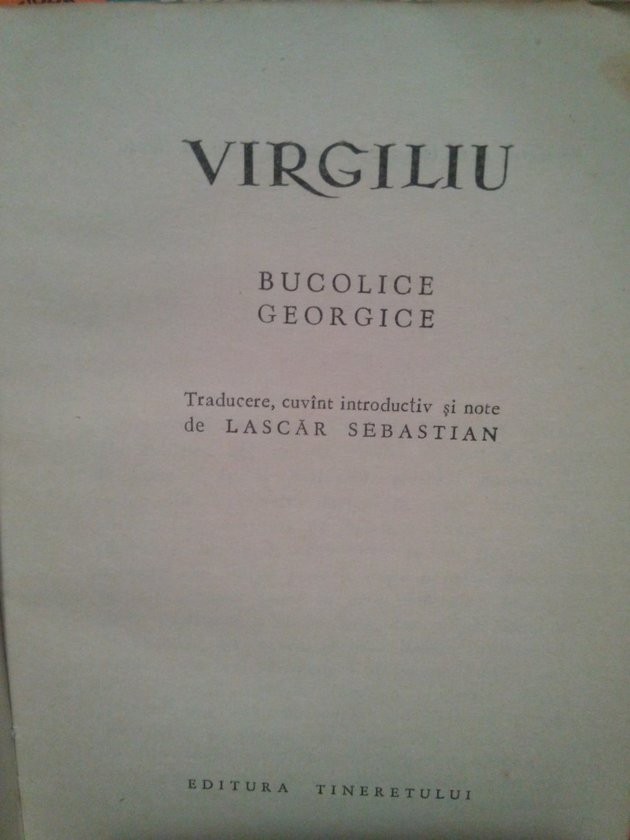 VIRGILIU
BUCOLICE
GEORGICE
Traducere, cuvînt introductiv și note
de LASCĂR SEBASTIAN
EDITURA TINERETULUI